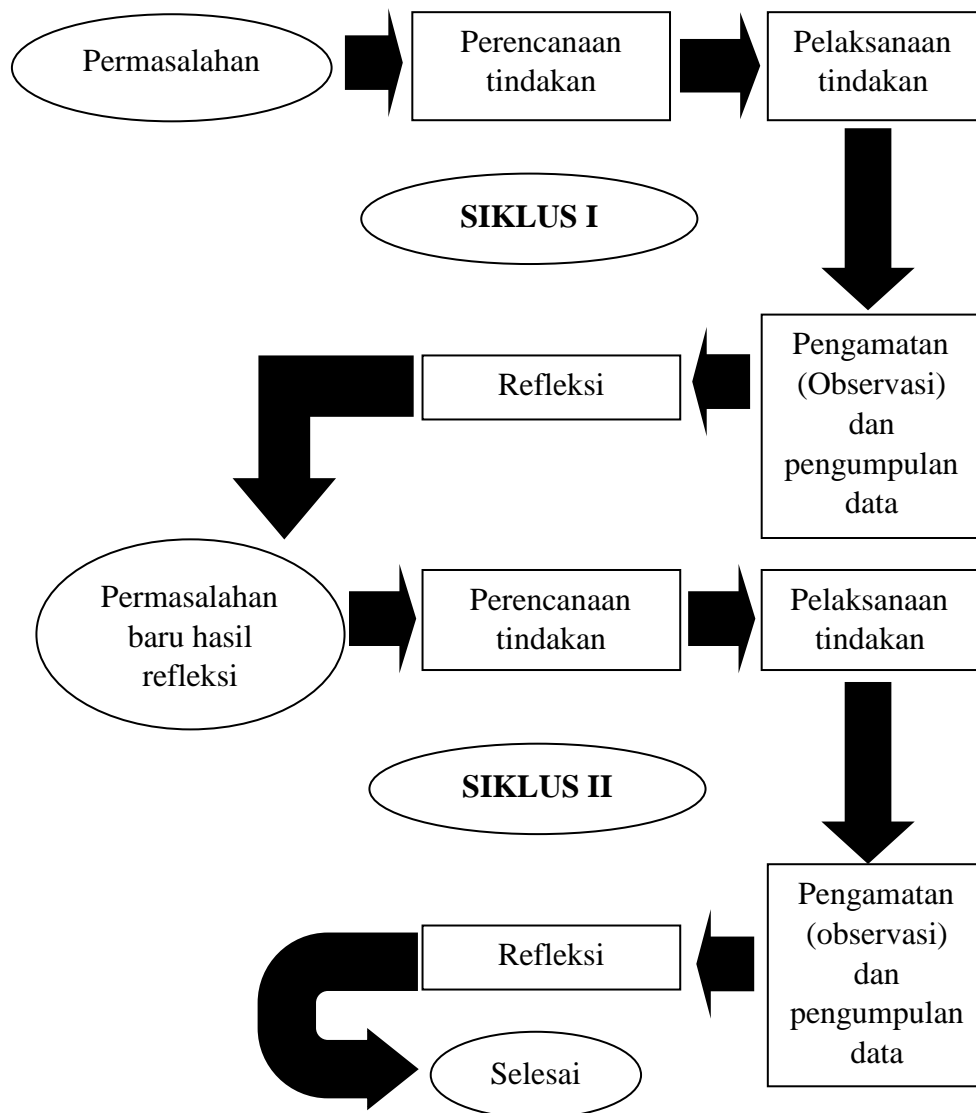 Permasalahan
Perencanaan
tindakan
Pelaksanaan
tindakan
SIKLUS I
Pengamatan
(Observasi)
dan
pengumpulan
data
Refleksi
Permasalahan
baru hasil
refleksi
Perencanaan
tindakan
Pelaksanaan
tindakan
SIKLUS II
Pengamatan
(observasi)
dan
pengumpulan
data
Refleksi
Selesai